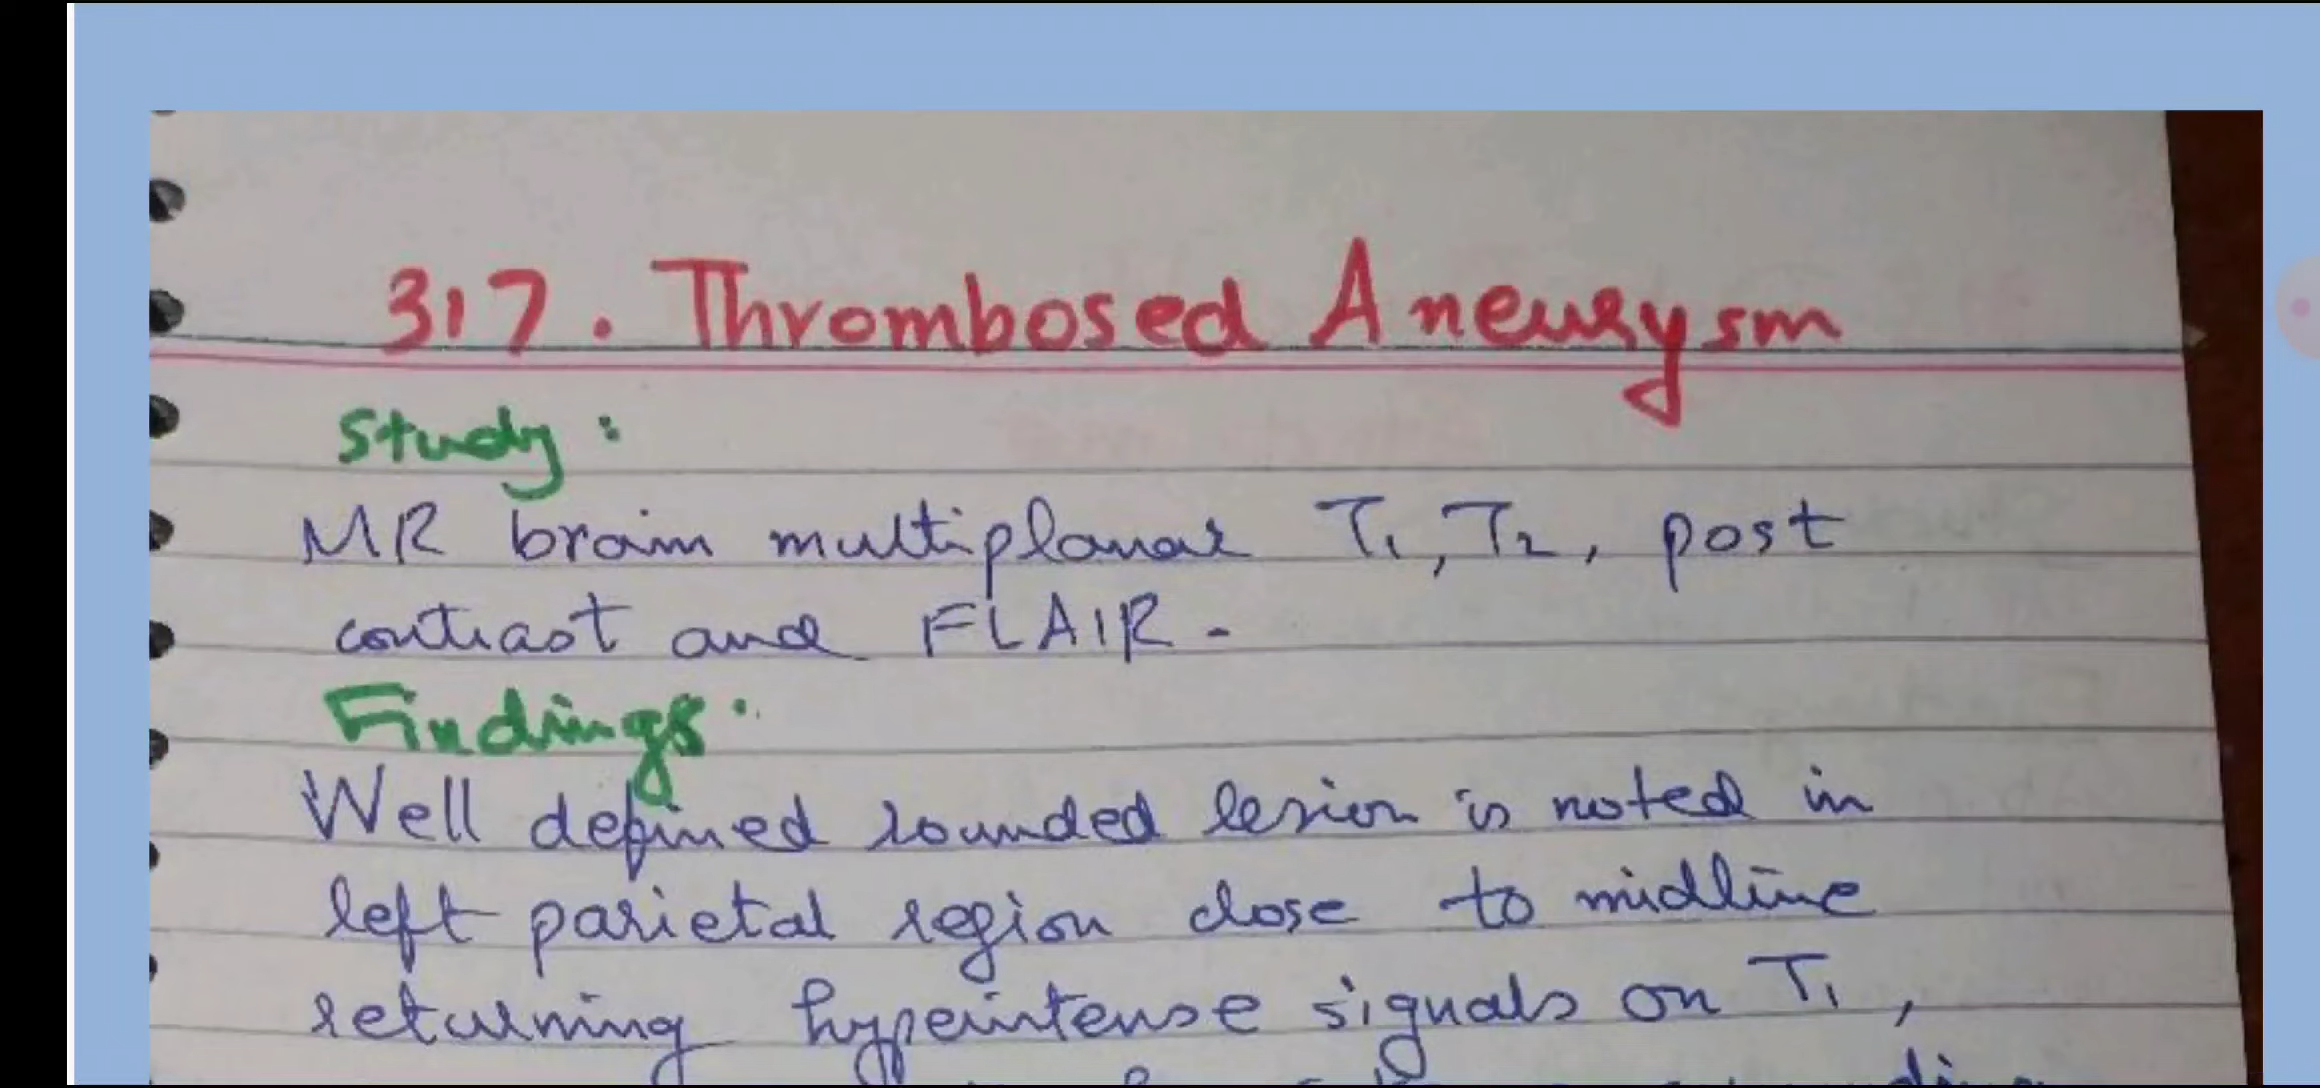 317. Thrombosed Aneurysm
Study:
MR brain multiplanar T1, T2, post
contrast and FLAIR.
Findings.
Well defined rounded lesion is noted in
left parietal region close to midline
returning hypeintense signals on T1,